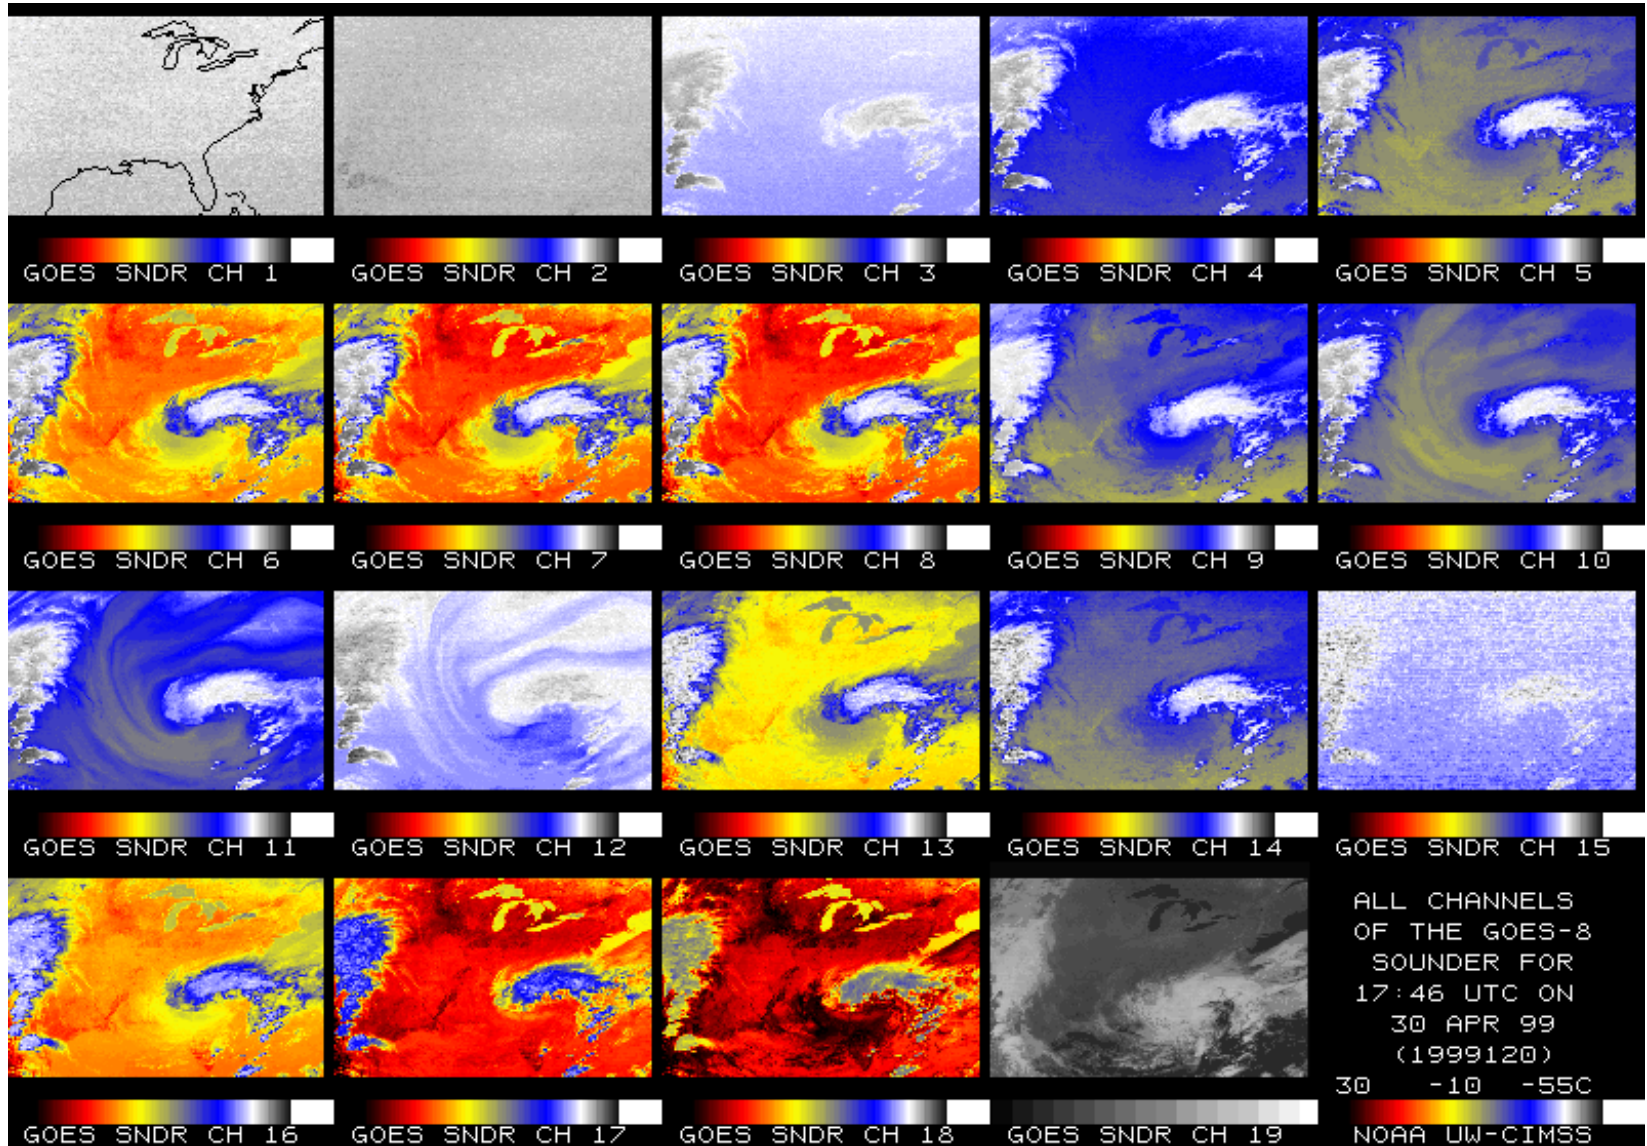 GOES SNDR CH 1
GOES SNDR CH 2
GOES SNDR CH 3
GOES SNDR CH 4
GOES SNDR CH 5
GOES SNDR CH 6
GOES SNDR CH 7
GOES SNDR CH 8
GOES SNDR CH 9
GOES SNDR CH 10
GOES SNDR CH 11
GOES SNDR CH 12
GOES SNDR CH 13
GOES SNDR CH 14
GOES SNDR CH 15
GOES SNDR CH 16
GOES SNDR CH 17
GOES SNDR CH 18
GOES SNDR CH 19
ALL CHANNELS
OF THE GOES-8
SOUNDER FOR
17:46 UTC ON
30 APR 99
(1999120)
30 -10 -55C
NOAA UW-CIMSS